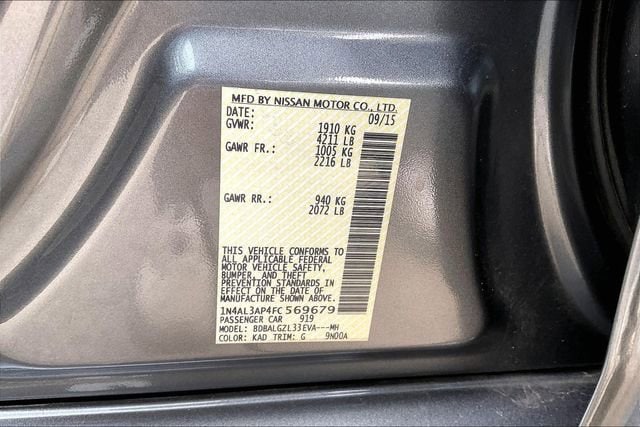 MFD BY NISSAN MOTOR CO., LTD.
DATE: 09/15
GVWR: 1910 KG
4211 LB
GAWR FR.: 1005 KG
2216 LB
GAWR RR.: 940 KG
2072 LB
THIS VEHICLE CONFORMS TO
ALL APPLICABLE FEDERAL
MOTOR VEHICLE SAFETY,
BUMPER, AND THEFT
PREVENTION STANDARDS IN
EFFECT ON THE DATE OF
MANUFACTURE SHOWN ABOVE.
1N4AL3AP4FC569679
PASSENGER CAR 919
MODEL: BDBALGZL33EVA---MH
COLOR: KAD TRIM: G 9N00A